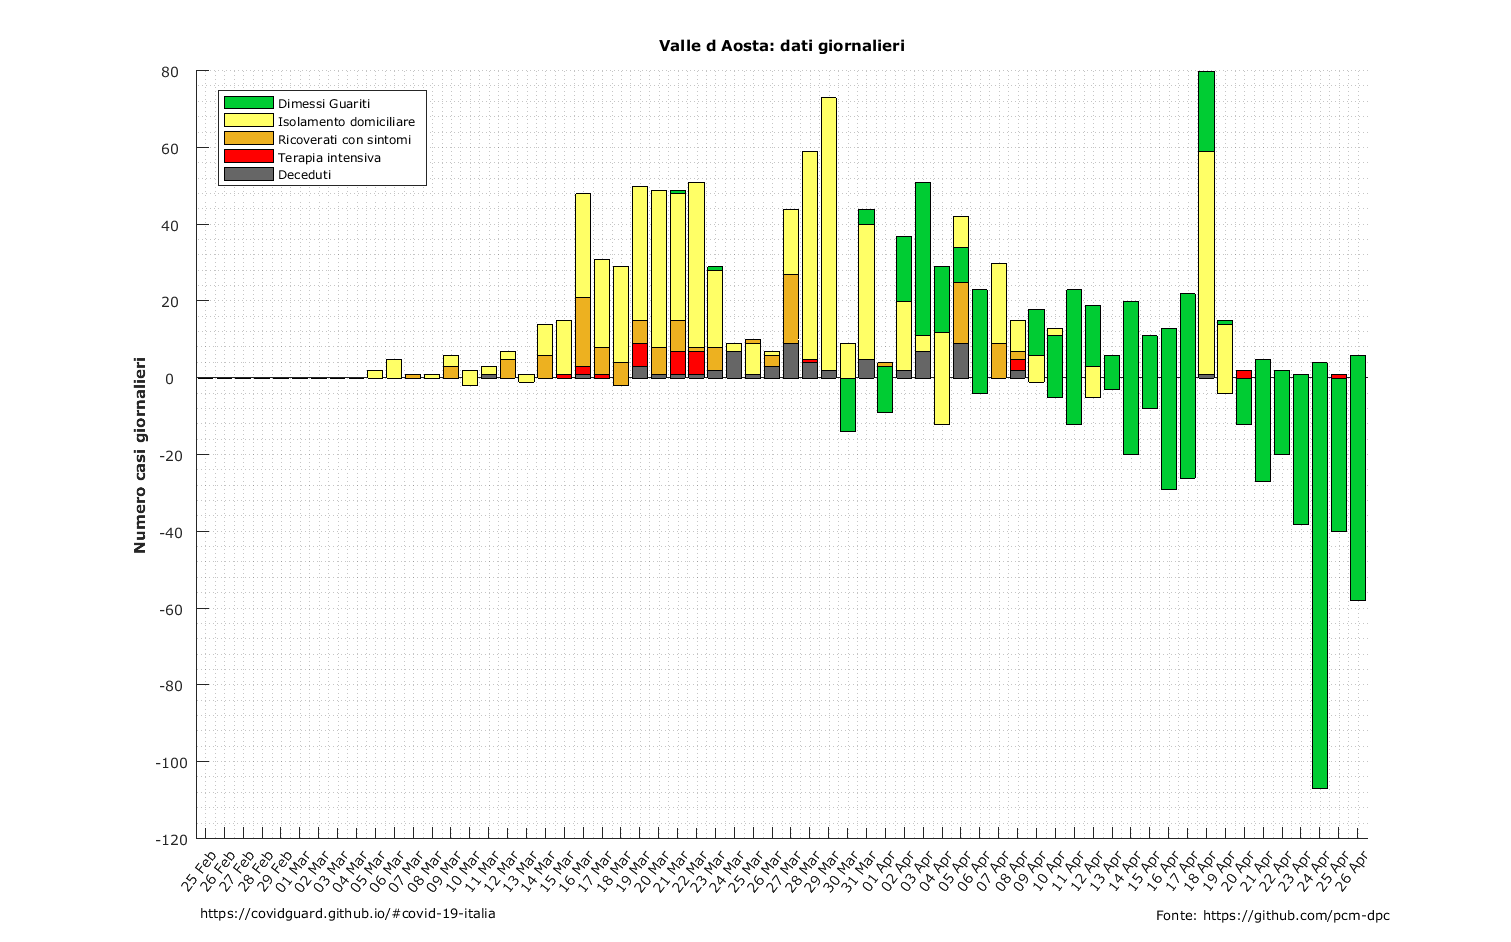 Valle d Aosta: dati giornalieri
80
60
40
20
0
-20
-40
-60
-80
-100
-120
Numero casi giornalieri
Dimessi Guariti
Isolamento domiciliare
Ricoverati con sintomi
Terapia intensiva
Deceduti
25 Feb
26 Feb
27 Feb
28 Feb
29 Feb
01 Mar
02 Mar
03 Mar
04 Mar
05 Mar
06 Mar
07 Mar
08 Mar
09 Mar
10 Mar
11 Mar
12 Mar
13 Mar
14 Mar
15 Mar
16 Mar
17 Mar
18 Mar
19 Mar
20 Mar
21 Mar
22 Mar
23 Mar
24 Mar
25 Mar
26 Mar
27 Mar
28 Mar
29 Mar
30 Mar
31 Mar
01 Apr
02 Apr
03 Apr
04 Apr
05 Apr
06 Apr
07 Apr
08 Apr
09 Apr
10 Apr
11 Apr
12 Apr
13 Apr
14 Apr
15 Apr
16 Apr
17 Apr
18 Apr
19 Apr
20 Apr
21 Apr
22 Apr
23 Apr
24 Apr
25 Apr
26 Apr
https://covidguard.github.io/#covid-19-italia
Fonte: https://github.com/pcm-dpc